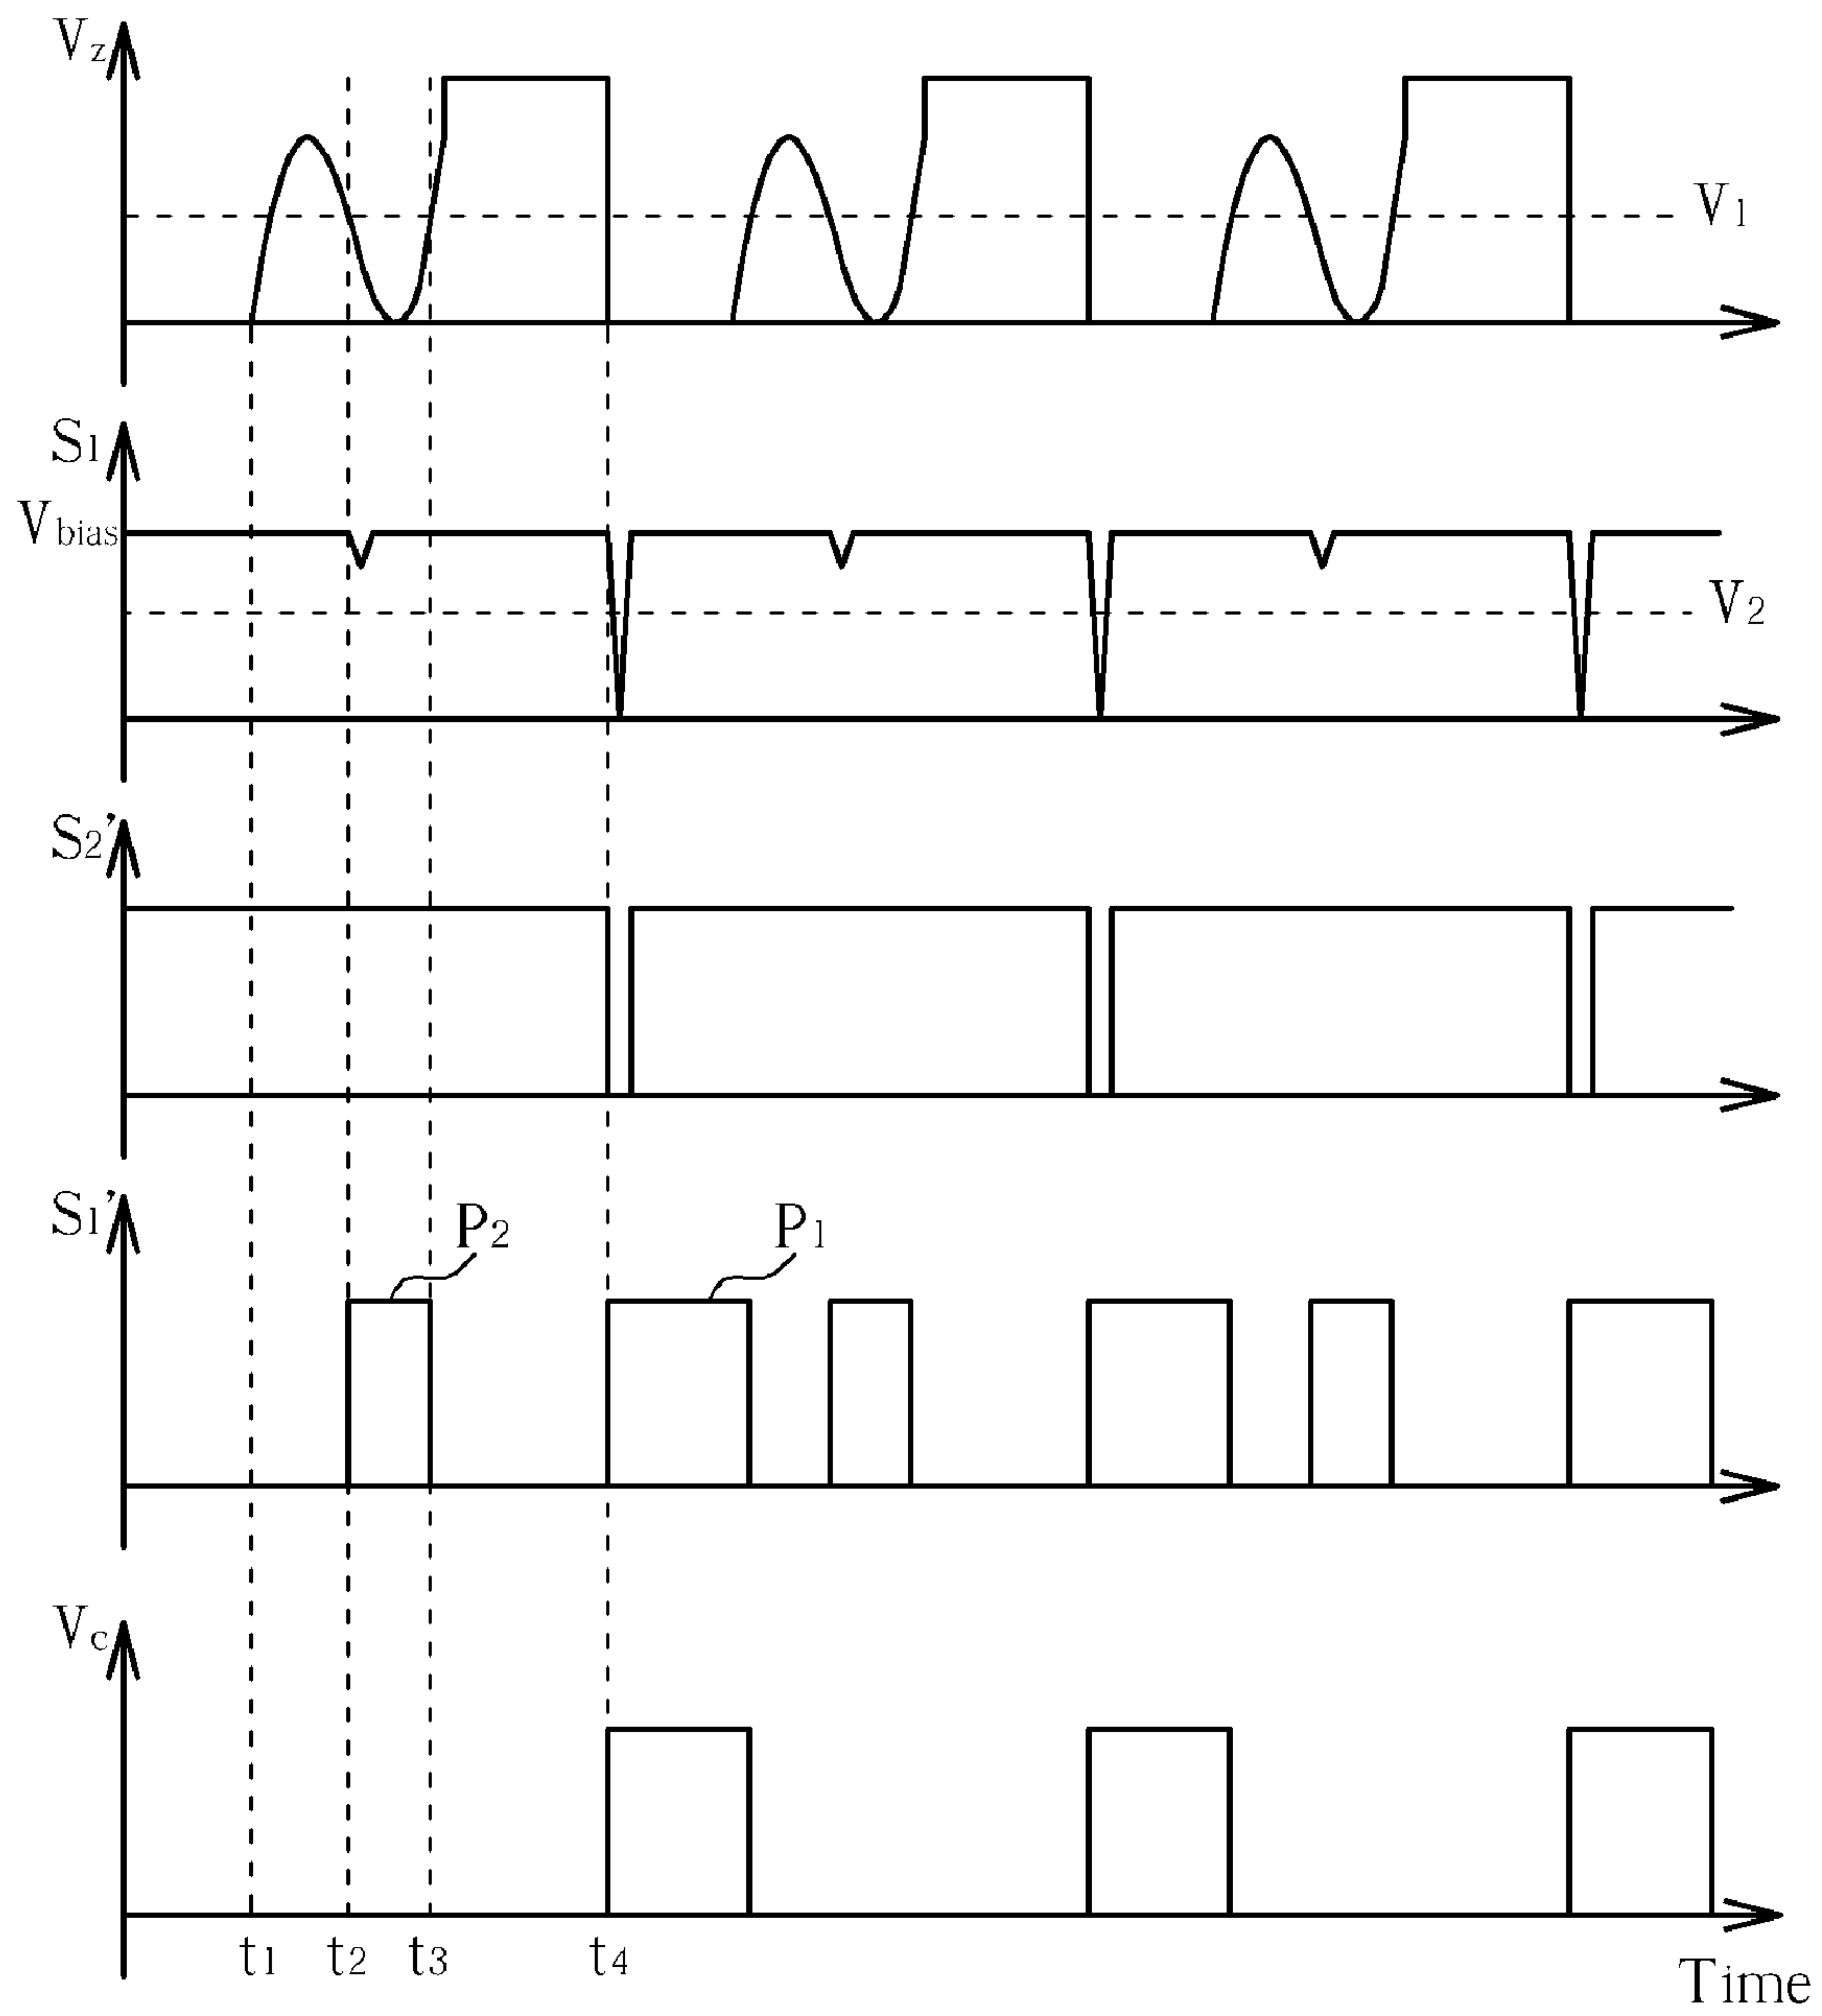 Vz
V1
S1
Vbias
V2
S2'
S1'
P2
P1
Vc
t1 t2 t3 t4
Time